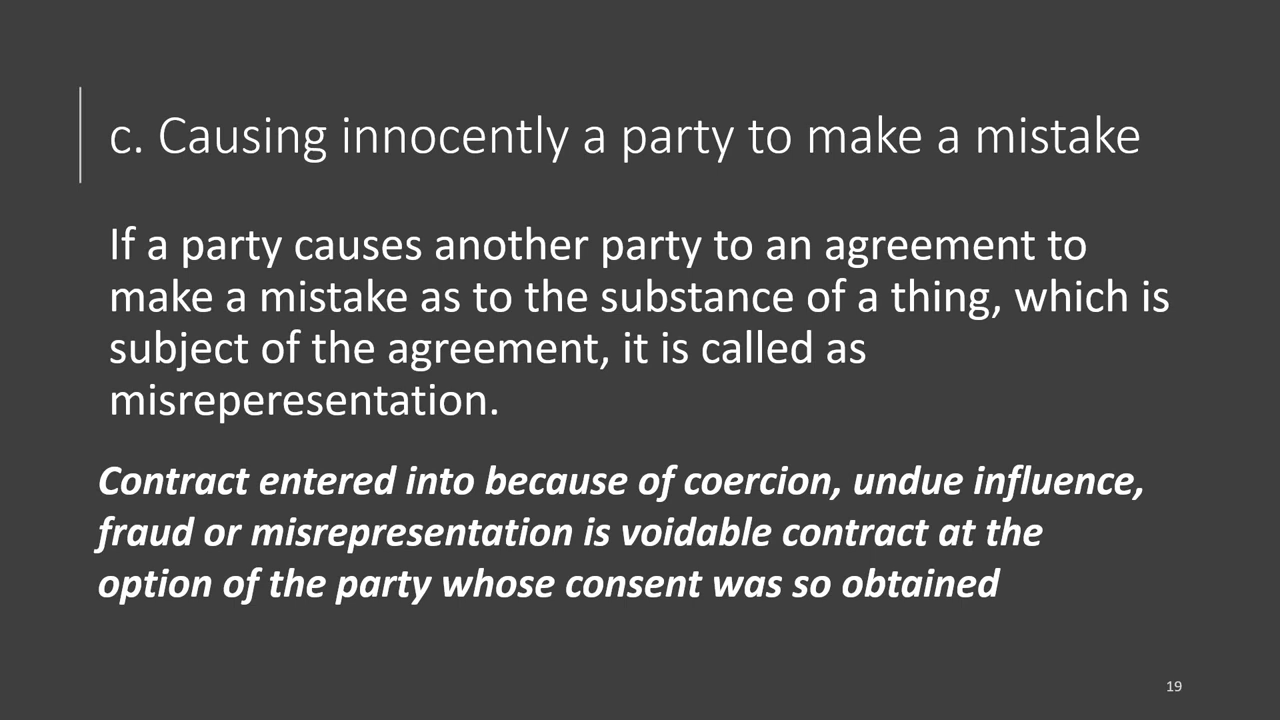 c. Causing innocently a party to make a mistake
If a party causes another party to an agreement to
make a mistake as to the substance of a thing, which is
subject of the agreement, it is called as
misreperesentation.
Contract entered into because of coercion, undue influence,
fraud or misrepresentation is voidable contract at the
option of the party whose consent was so obtained
19